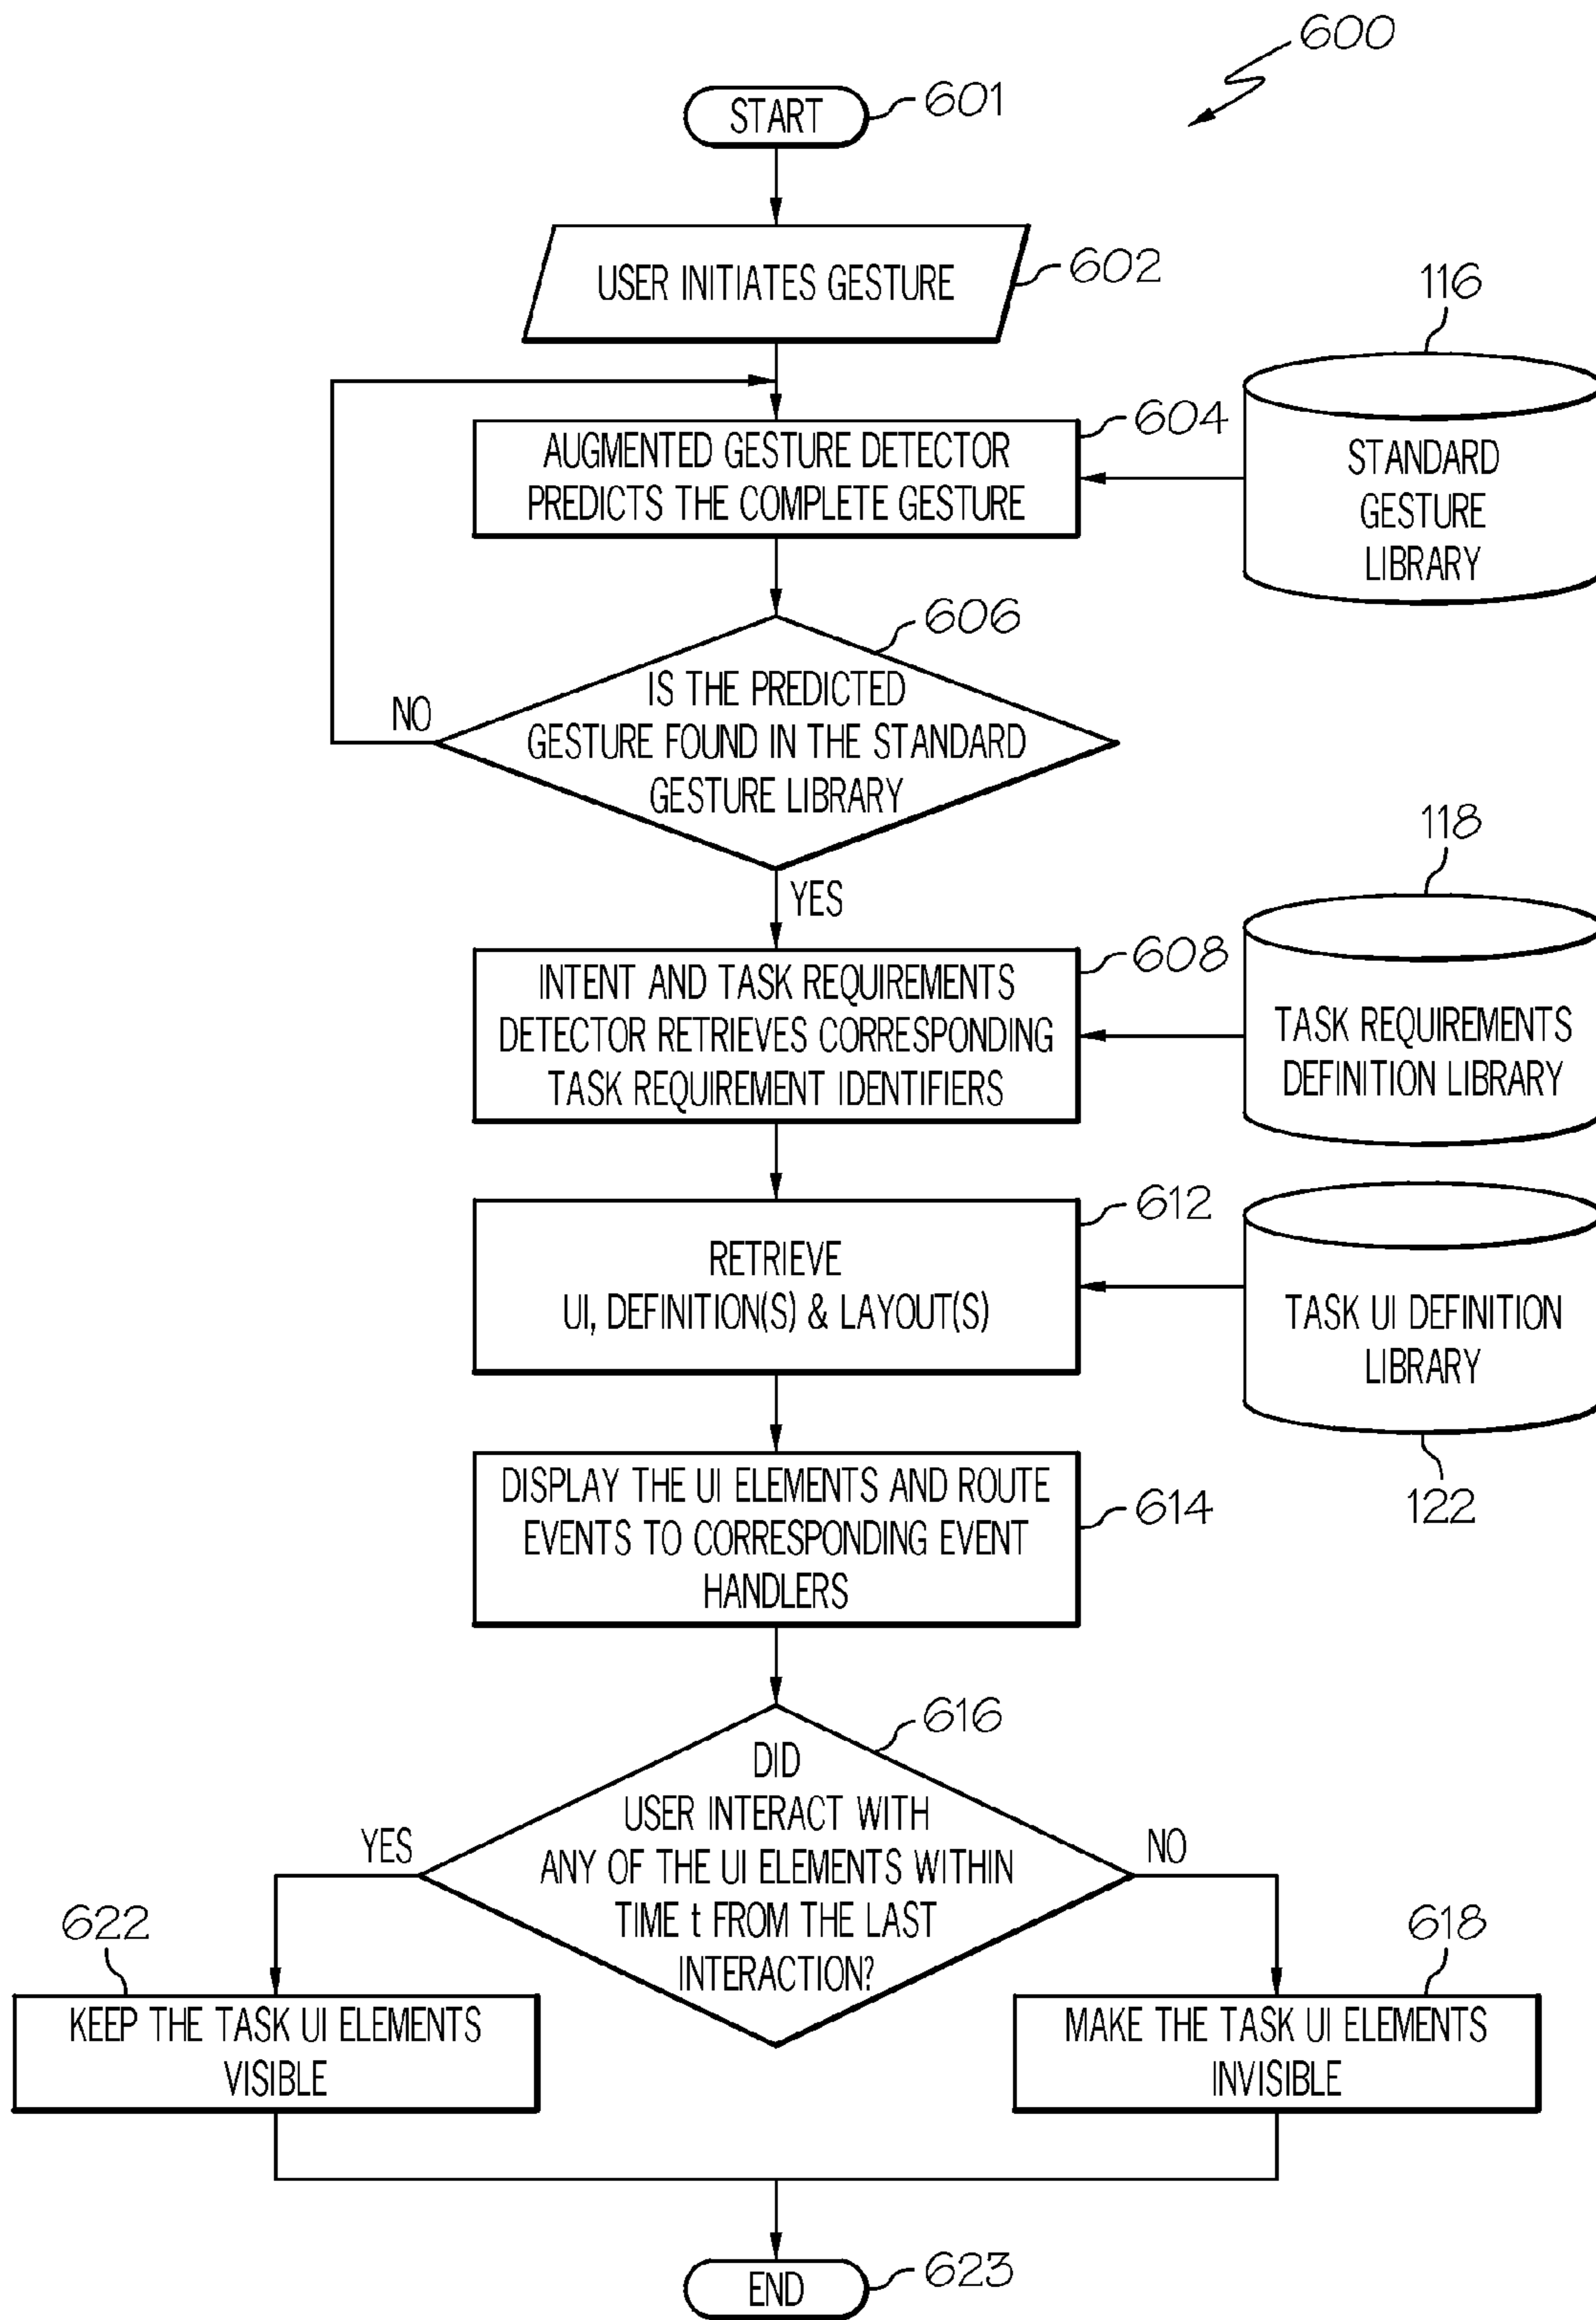 600
START
601
USER INITIATES GESTURE
602
116
AUGMENTED GESTURE DETECTOR
PREDICTS THE COMPLETE GESTURE
604
STANDARD
GESTURE
LIBRARY
606
IS THE PREDICTED
GESTURE FOUND IN THE STANDARD
GESTURE LIBRARY
NO
YES
118
INTENT AND TASK REQUIREMENTS
DETECTOR RETRIEVES CORRESPONDING
TASK REQUIREMENT IDENTIFIERS
608
TASK REQUIREMENTS
DEFINITION LIBRARY
RETRIEVE
UI, DEFINITION(S) & LAYOUT(S)
612
TASK UI DEFINITION
LIBRARY
122
DISPLAY THE UI ELEMENTS AND ROUTE
EVENTS TO CORRESPONDING EVENT
HANDLERS
614
616
DID
USER INTERACT WITH
ANY OF THE UI ELEMENTS WITHIN
TIME t FROM THE LAST
INTERACTION?
YES
NO
622
KEEP THE TASK UI ELEMENTS
VISIBLE
618
MAKE THE TASK UI ELEMENTS
INVISIBLE
END
623